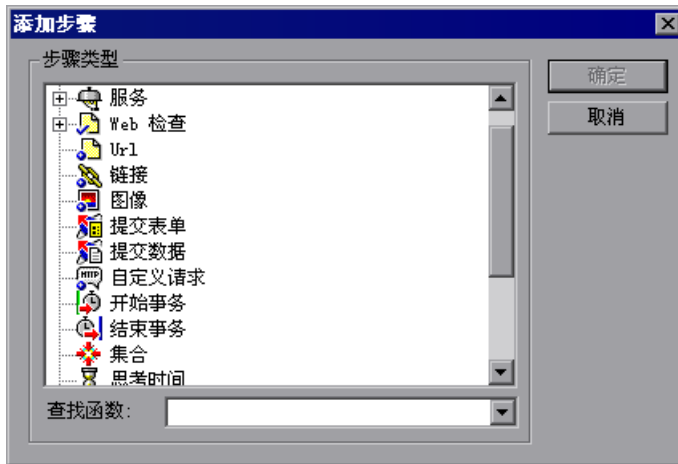 添加步骤
步骤类型
确定
取消
服务
Web 检查
Url
链接
图像
提交表单
提交数据
HTTP
自定义请求
开始事务
结束事务
集合
思考时间
查找函数: